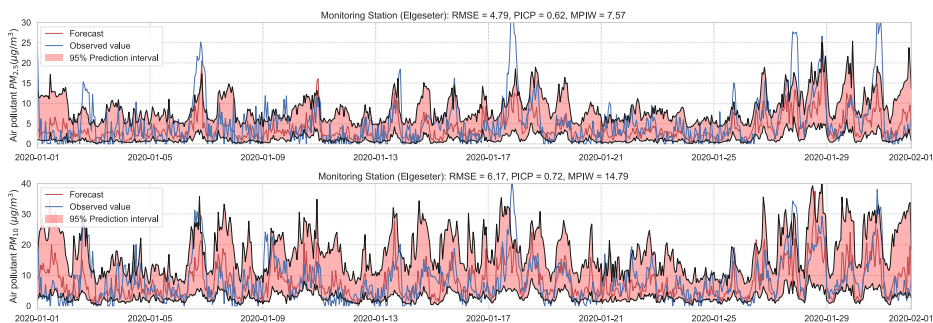 Monitoring Station (Elgeseter): RMSE = 4.79, PICP = 0.62, MPIW = 7.57
Air pollutant PM2.5 (μg/m³)
30
25
20
15
10
5
0
Forecast
Observed value
95% Prediction interval
2020-01-01 2020-01-05 2020-01-09 2020-01-13 2020-01-17 2020-01-21 2020-01-25 2020-01-29 2020-02-01
Monitoring Station (Elgeseter): RMSE = 6.17, PICP = 0.72, MPIW = 14.79
Air pollutant PM10 (μg/m³)
40
30
20
10
0
Forecast
Observed value
95% Prediction interval
2020-01-01 2020-01-05 2020-01-09 2020-01-13 2020-01-17 2020-01-21 2020-01-25 2020-01-29 2020-02-01